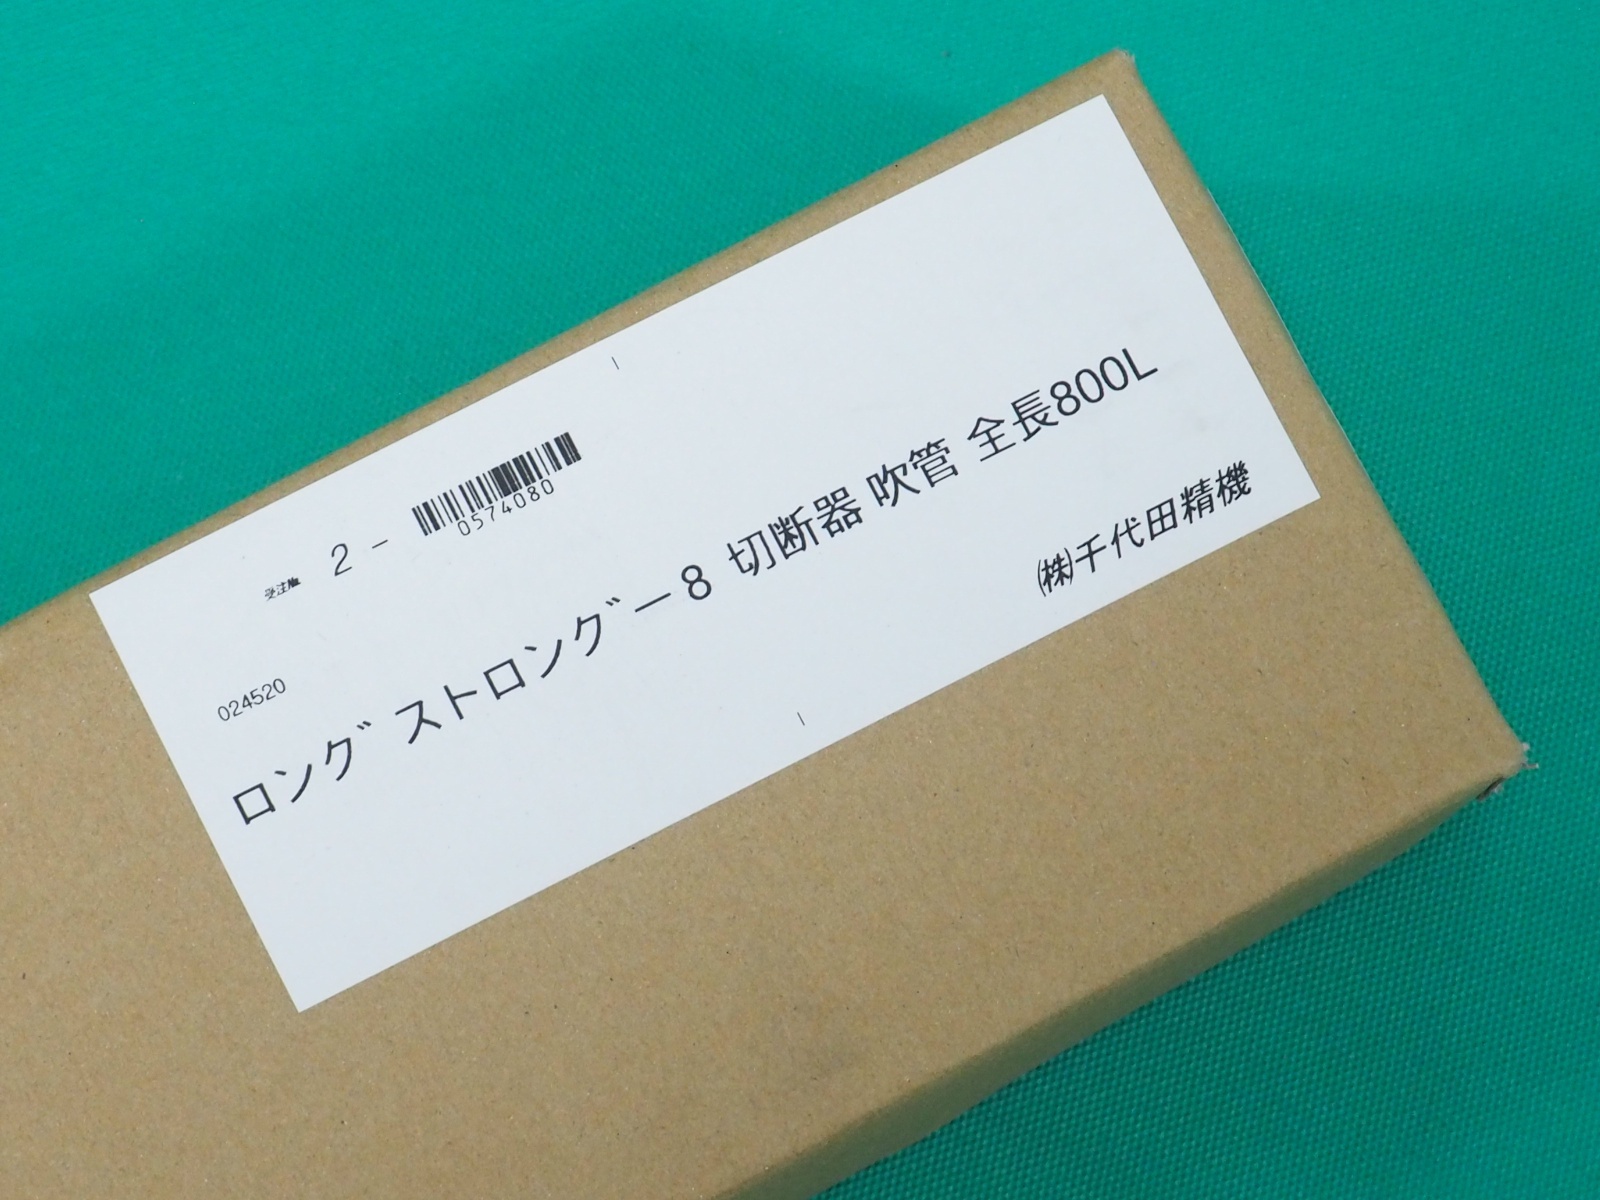 受注№ 2 - 0574080
024520
ロング ストロングー8 切断器 吹管 全長800L
(株)千代田精機